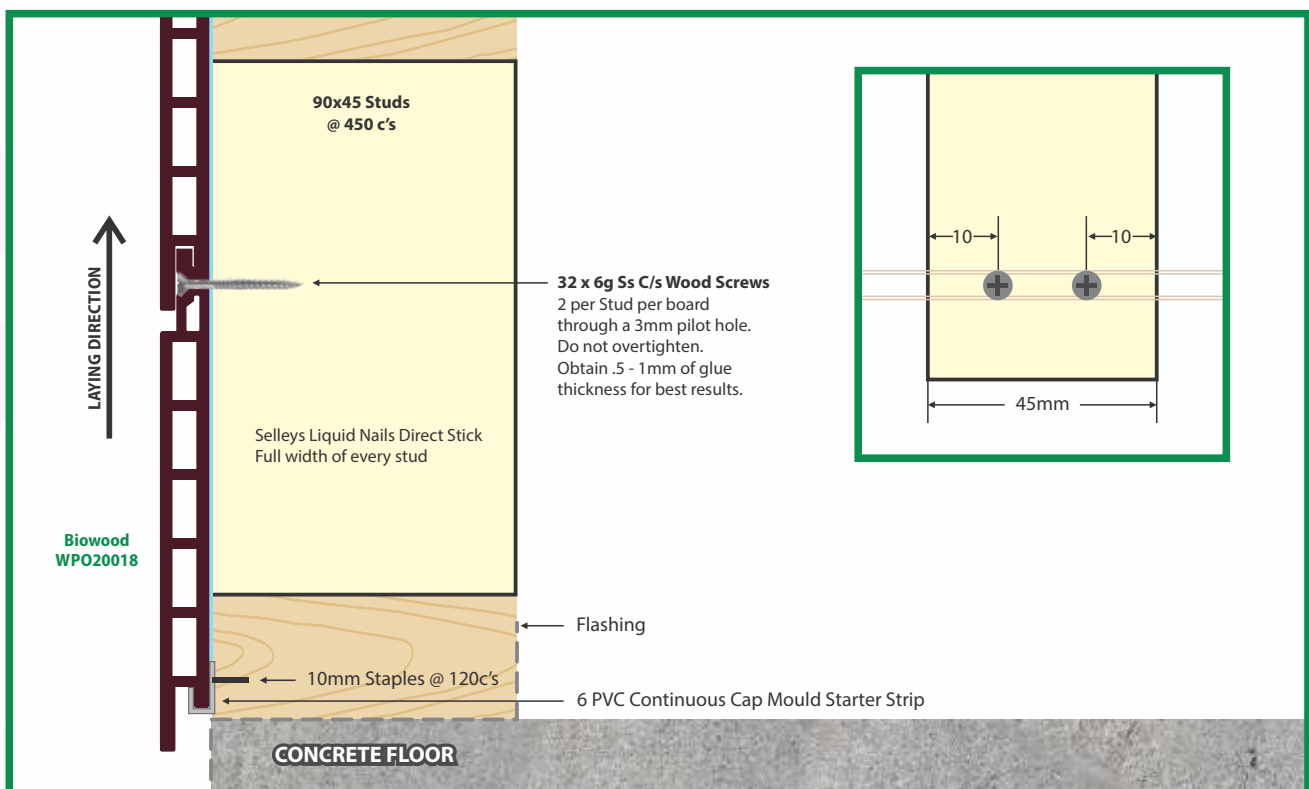 90x45 Studs
@ 450 c's
LAYING DIRECTION
32 x 6g Ss C/s Wood Screws
2 per Stud per board
through a 3mm pilot hole.
Do not overtighten.
Obtain .5 - 1mm of glue
thickness for best results.
10
10
45mm
Selleys Liquid Nails Direct Stick
Full width of every stud
Biowood
WPO20018
Flashing
10mm Staples @ 120c's
6 PVC Continuous Cap Mould Starter Strip
CONCRETE FLOOR